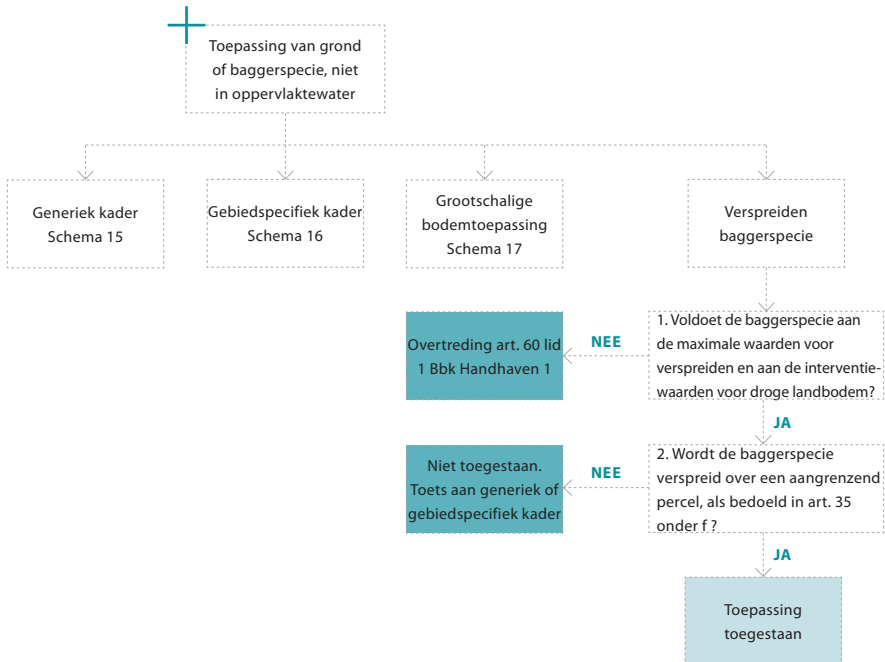 Toepassing van grond
of baggerspecie, niet
in oppervlaktewater
Generiek kader
Schema 15
Gebiedspecifiek kader
Schema 16
Grootschalige
bodemtoepassing
Schema 17
Verspreiden
baggerspecie
1. Voldoet de baggerspecie aan
de maximale waarden voor
verspreiden en aan de interventie-
waarden voor droge landbodem?
NEE
Overtreding art. 60 lid
1 Bbk Handhaven 1
JA
2. Wordt de baggerspecie
verspreid over een aangrenzend
percel, als bedoeld in art. 35
onder f ?
NEE
Niet toegestaan.
Toets aan generiek of
gebiedspecifiek kader
JA
Toepassing
toegestaan